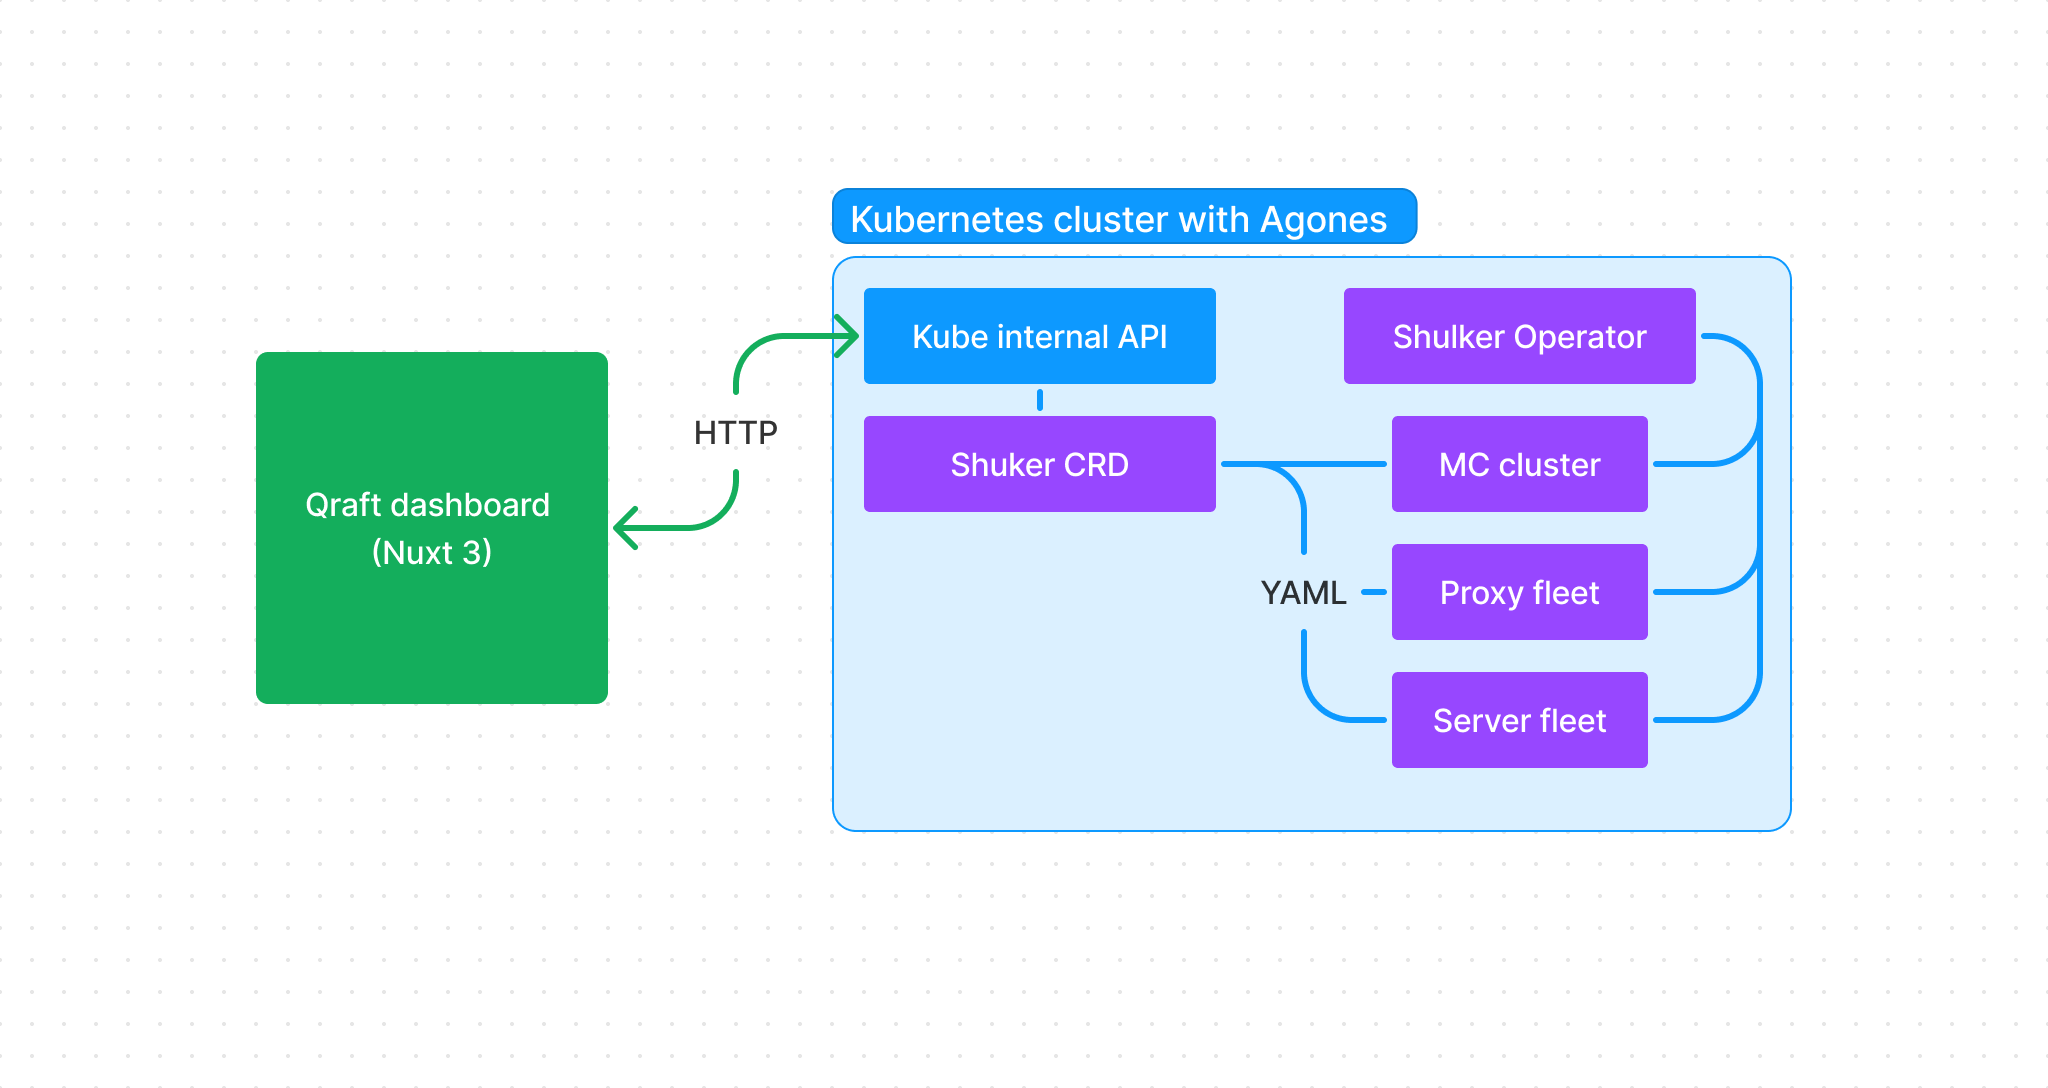 Kubernetes cluster with Agones
Kube internal API
Shulker Operator
HTTP
Shuker CRD
MC cluster
Qraft dashboard
(Nuxt 3)
YAML
Proxy fleet
Server fleet